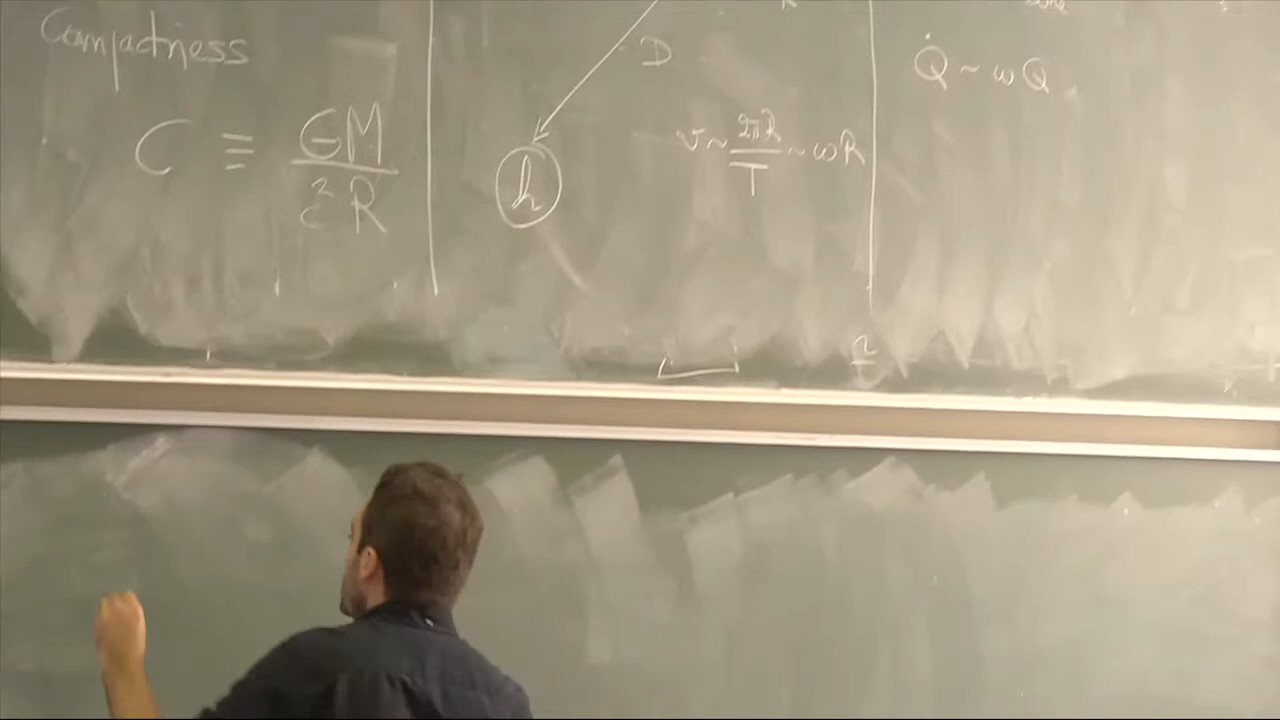 Compactness
C ≡ GM / c²R
D
h
v ~ 2πR / T ~ ωR
Q̇ ~ ωQ